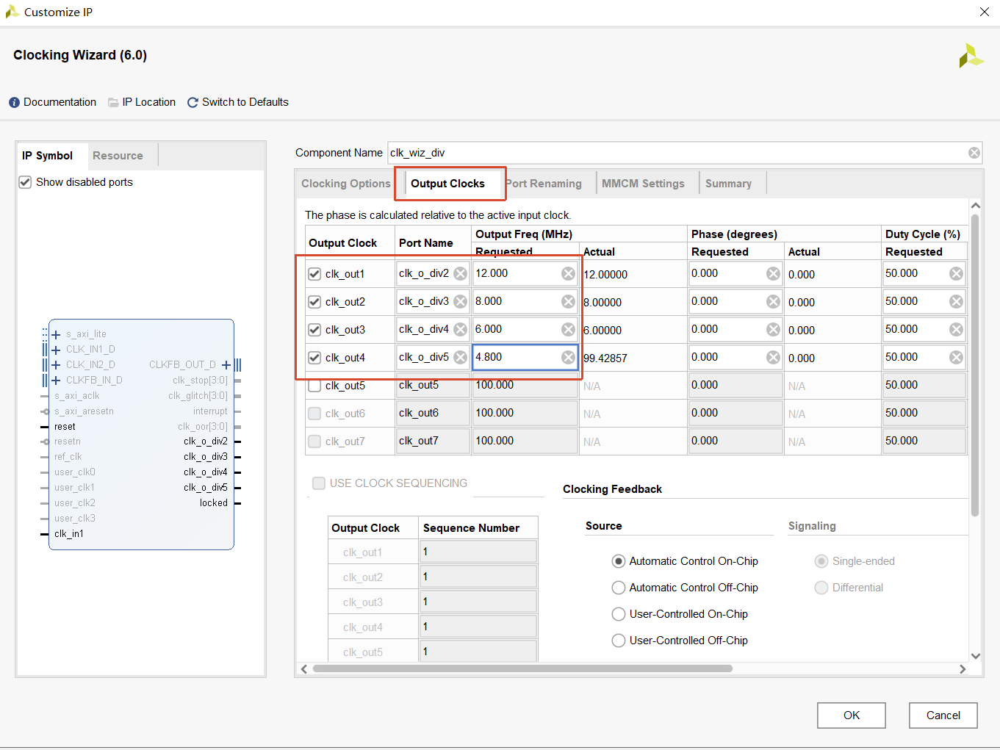 Customize IP
Clocking Wizard (6.0)
Documentation IP Location Switch to Defaults
IP Symbol Resource
Show disabled ports
s_axi_lite
CLK_IN1_D
CLK_IN2_D CLKFB_OUT_D
CLKFB_IN_D clk_stop[3:0]
s_axi_aclk clk_glitch[3:0]
s_axi_aresetn interrupt
reset clk_oor[3:0]
resetn clk_o_div2
ref_clk clk_o_div3
user_clk0 clk_o_div4
user_clk1 clk_o_div5
user_clk2 locked
user_clk3
clk_in1
Component Name clk_wiz_div
Clocking Options Output Clocks Port Renaming MMCM Settings Summary
The phase is calculated relative to the active input clock.
Output Clock Port Name Output Freq (MHz) Phase (degrees) Duty Cycle (%)
Requested Actual Requested Actual Requested
clk_out1 clk_o_div2 12.000 12.00000 0.000 0.000 50.000
clk_out2 clk_o_div3 8.000 8.00000 0.000 0.000 50.000
clk_out3 clk_o_div4 6.000 6.00000 0.000 0.000 50.000
clk_out4 clk_o_div5 4.800 99.42857 0.000 0.000 50.000
clk_out5 clk_out5 100.000 N/A 0.000 N/A 50.000
clk_out6 clk_out6 100.000 N/A 0.000 N/A 50.000
clk_out7 clk_out7 100.000 N/A 0.000 N/A 50.000
USE CLOCK SEQUENCING
Output Clock Sequence Number
clk_out1 1
clk_out2 1
clk_out3 1
clk_out4 1
clk_out5 1
Clocking Feedback
Source Signaling
Automatic Control On-Chip Single-ended
Automatic Control Off-Chip Differential
User-Controlled On-Chip
User-Controlled Off-Chip
OK Cancel